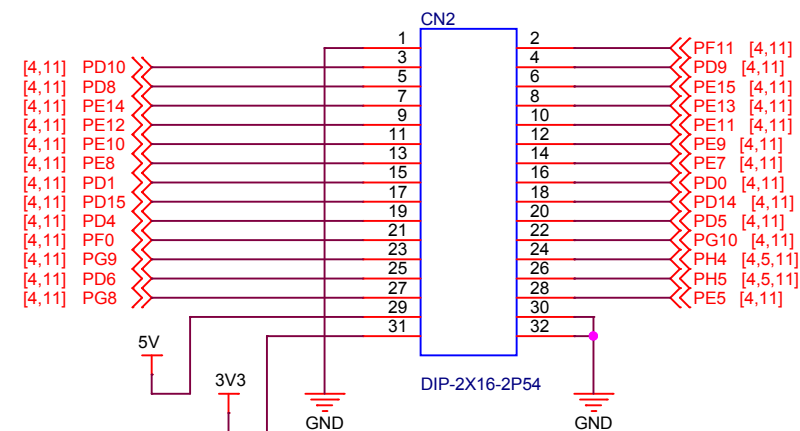 CN2
1 2 PF11 [4,11]
[4,11] PD10 3 4 PD9 [4,11]
[4,11] PD8 5 6 PE15 [4,11]
[4,11] PE14 7 8 PE13 [4,11]
[4,11] PE12 9 10 PE11 [4,11]
[4,11] PE10 11 12 PE9 [4,11]
[4,11] PE8 13 14 PE7 [4,11]
[4,11] PD1 15 16 PD0 [4,11]
[4,11] PD15 17 18 PD14 [4,11]
[4,11] PD4 19 20 PD5 [4,11]
[4,11] PF0 21 22 PG10 [4,11]
[4,11] PG9 23 24 PH4 [4,5,11]
[4,11] PD6 25 26 PH5 [4,5,11]
[4,11] PG8 27 28 PE5 [4,11]
29 30
31 32
5V
3V3
DIP-2X16-2P54
GND GND